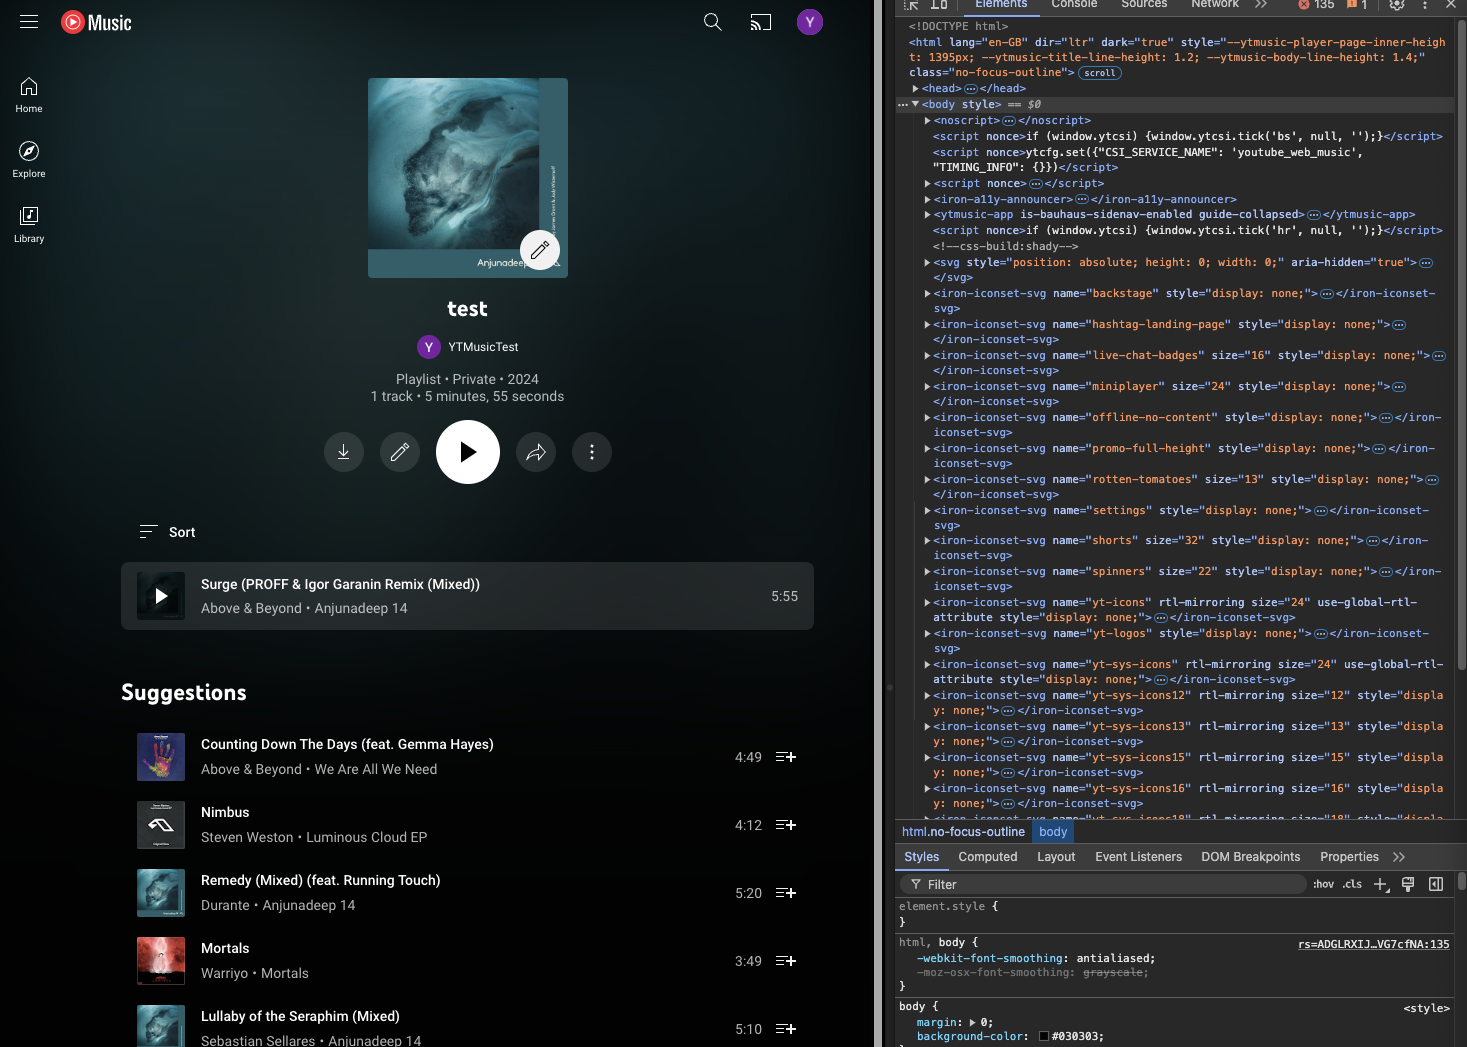 Music
Y
Home
Explore
Library
Anjunadeep
test
Y YTMusicTest
Playlist • Private • 2024
1 track • 5 minutes, 55 seconds
Sort
Surge (PROFF & Igor Garanin Remix (Mixed))
Above & Beyond • Anjunadeep 14
5:55
Suggestions
Counting Down The Days (feat. Gemma Hayes)
Above & Beyond • We Are All We Need
4:49
Nimbus
Steven Weston • Luminous Cloud EP
4:12
Remedy (Mixed) (feat. Running Touch)
Durante • Anjunadeep 14
5:20
Mortals
Warriyo • Mortals
3:49
Lullaby of the Seraphim (Mixed)
Sebastian Sellares • Anjunadeep 14
5:10
Elements Console Sources Network 135 1
<!DOCTYPE html>
<html lang="en-GB" dir="ltr" dark="true" style="--ytmusic-player-page-inner-heigh
t: 1395px; --ytmusic-title-line-height: 1.2; --ytmusic-body-line-height: 1.4;"
class="no-focus-outline"> scroll
<head> … </head>
… <body style> == $0
<noscript> … </noscript>
<script nonce>if (window.ytcsi) {window.ytcsi.tick('bs', null, '');}</script>
<script nonce>ytcfg.set({"CSI_SERVICE_NAME": 'youtube_web_music',
"TIMING_INFO": {}})</script>
<script nonce> … </script>
<iron-a11y-announcer> … </iron-a11y-announcer>
<ytmusic-app is-bauhaus-sidenav-enabled guide-collapsed> … </ytmusic-app>
<script nonce>if (window.ytcsi) {window.ytcsi.tick('hr', null, '');}</script>
<!--css-build:shady-->
<svg style="position: absolute; height: 0; width: 0;" aria-hidden="true"> …
</svg>
<iron-iconset-svg name="backstage" style="display: none;"> … </iron-iconset-
svg>
<iron-iconset-svg name="hashtag-landing-page" style="display: none;"> …
</iron-iconset-svg>
<iron-iconset-svg name="live-chat-badges" size="16" style="display: none;"> …
</iron-iconset-svg>
<iron-iconset-svg name="miniplayer" size="24" style="display: none;"> …
</iron-iconset-svg>
<iron-iconset-svg name="offline-no-content" style="display: none;"> … </iron-
iconset-svg>
<iron-iconset-svg name="promo-full-height" style="display: none;"> … </iron-
iconset-svg>
<iron-iconset-svg name="rotten-tomatoes" size="13" style="display: none;"> …
</iron-iconset-svg>
<iron-iconset-svg name="settings" style="display: none;"> … </iron-iconset-
svg>
<iron-iconset-svg name="shorts" size="32" style="display: none;"> … </iron-
iconset-svg>
<iron-iconset-svg name="spinners" size="22" style="display: none;"> … </iron-
iconset-svg>
<iron-iconset-svg name="yt-icons" rtl-mirroring size="24" use-global-rtl-
attribute style="display: none;"> … </iron-iconset-svg>
<iron-iconset-svg name="yt-logos" style="display: none;"> … </iron-iconset-
svg>
<iron-iconset-svg name="yt-sys-icons" rtl-mirroring size="24" use-global-rtl-
attribute style="display: none;"> … </iron-iconset-svg>
<iron-iconset-svg name="yt-sys-icons12" rtl-mirroring size="12" style="displa
y: none;"> … </iron-iconset-svg>
<iron-iconset-svg name="yt-sys-icons13" rtl-mirroring size="13" style="displa
y: none;"> … </iron-iconset-svg>
<iron-iconset-svg name="yt-sys-icons15" rtl-mirroring size="15" style="displa
y: none;"> … </iron-iconset-svg>
<iron-iconset-svg name="yt-sys-icons16" rtl-mirroring size="16" style="displa
y: none;"> … </iron-iconset-svg>
<iron-iconset-svg name="yt-sys-icons18" rtl-mirroring size="18" style="displa
html.no-focus-outline body
Styles Computed Layout Event Listeners DOM Breakpoints Properties
Filter :hov .cls
element.style {
}
html, body { rs=ADGLRXIJ…VG7cfNA:135
-webkit-font-smoothing: antialiased;
-moz-osx-font-smoothing: grayscale;
}
body { <style>
margin: 0;
background-color: #030303;